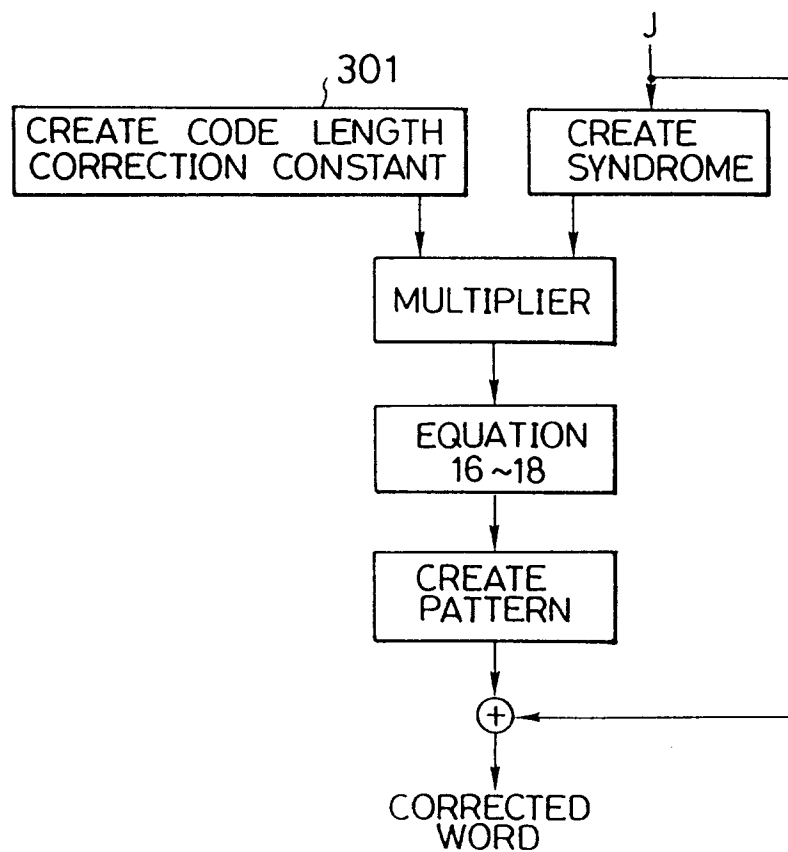 J
301
CREATE CODE LENGTH
CORRECTION CONSTANT
CREATE
SYNDROME
MULTIPLIER
EQUATION
16~18
CREATE
PATTERN
+
CORRECTED
WORD